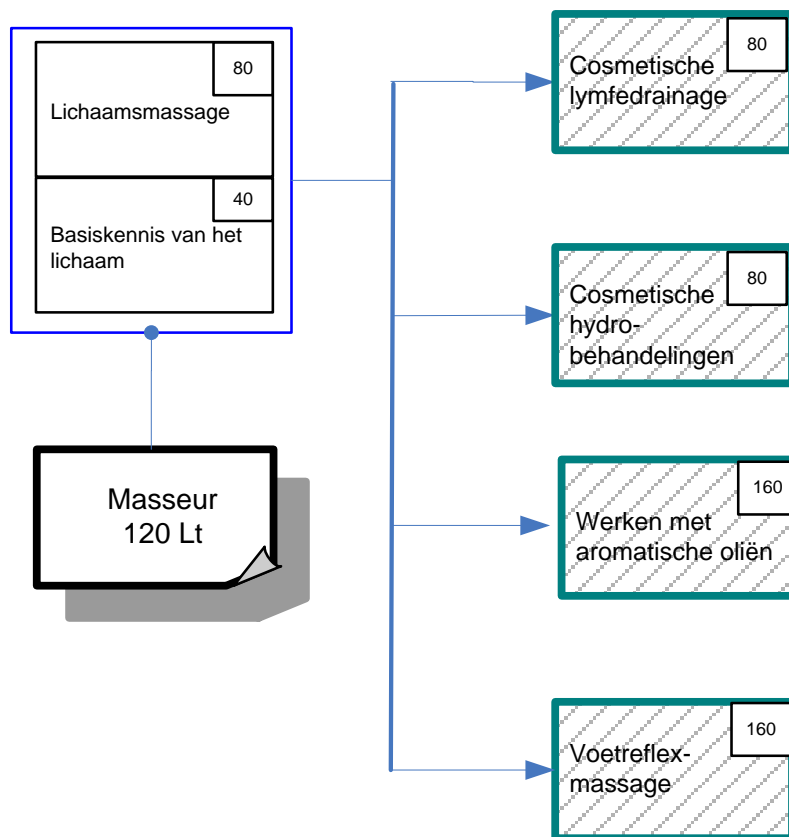 80
Lichaamsmassage
40
Basiskennis van het
lichaam
Masseur
120 Lt
80
Cosmetische
lymfedrainage
80
Cosmetische
hydro-
behandelingen
160
Werken met
aromatische oliën
160
Voetreflex-
massage